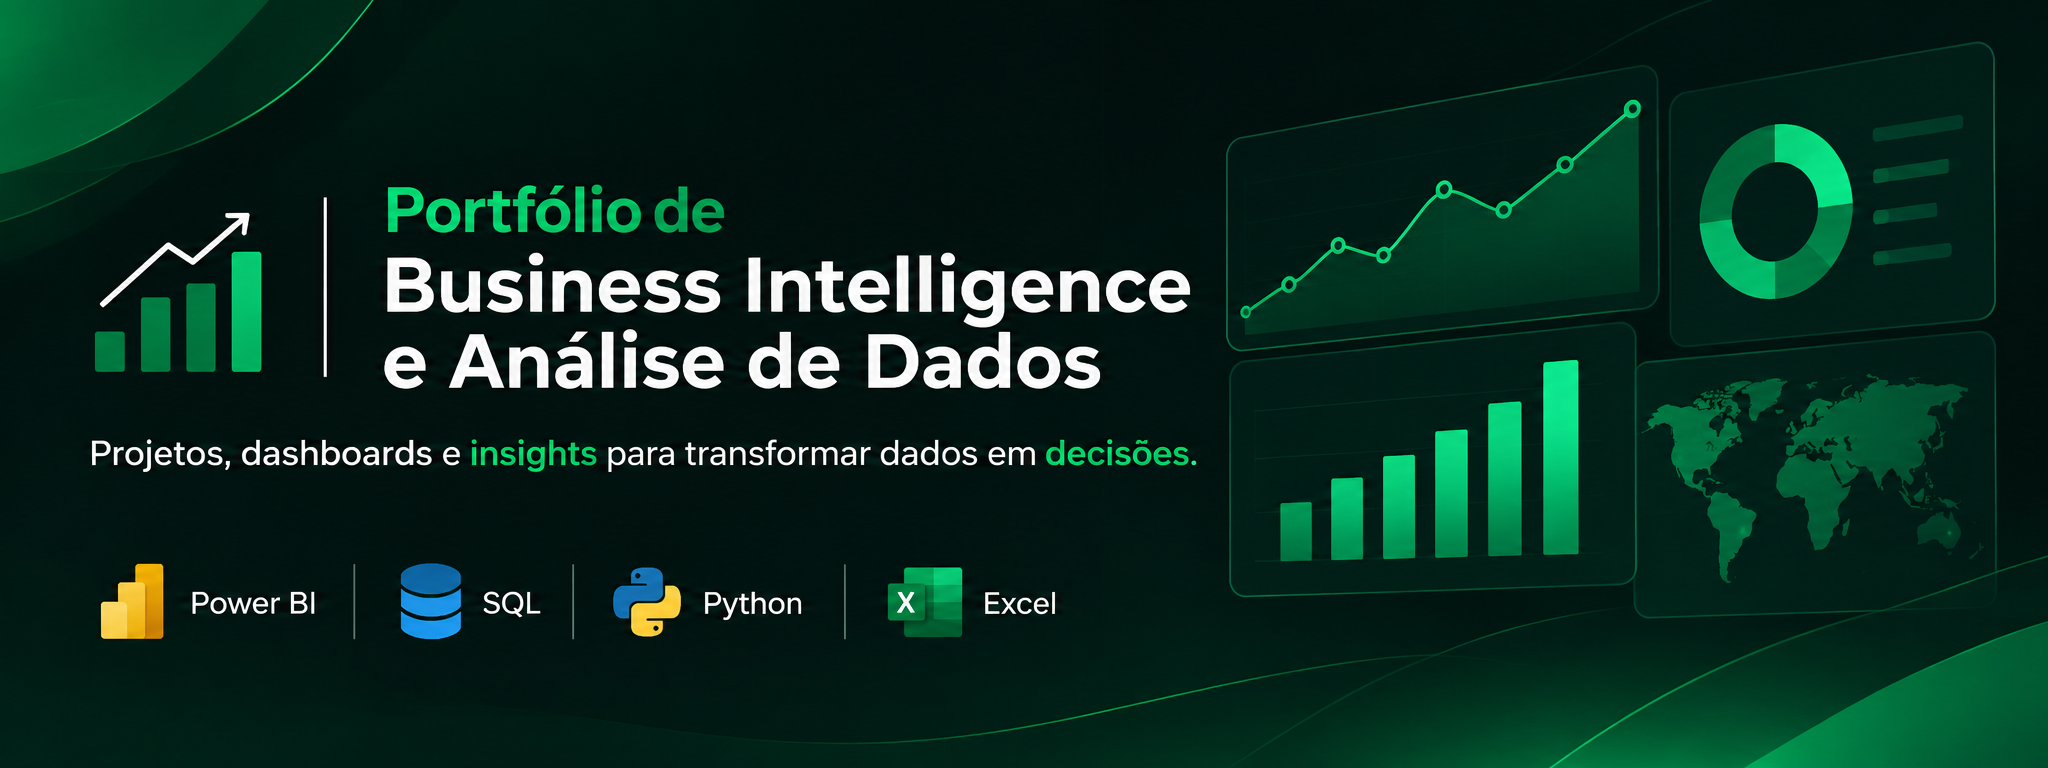 Portfólio de
Business Intelligence
e Análise de Dados
Projetos, dashboards e insights para transformar dados em decisões.
Power BI
SQL
Python
X
Excel